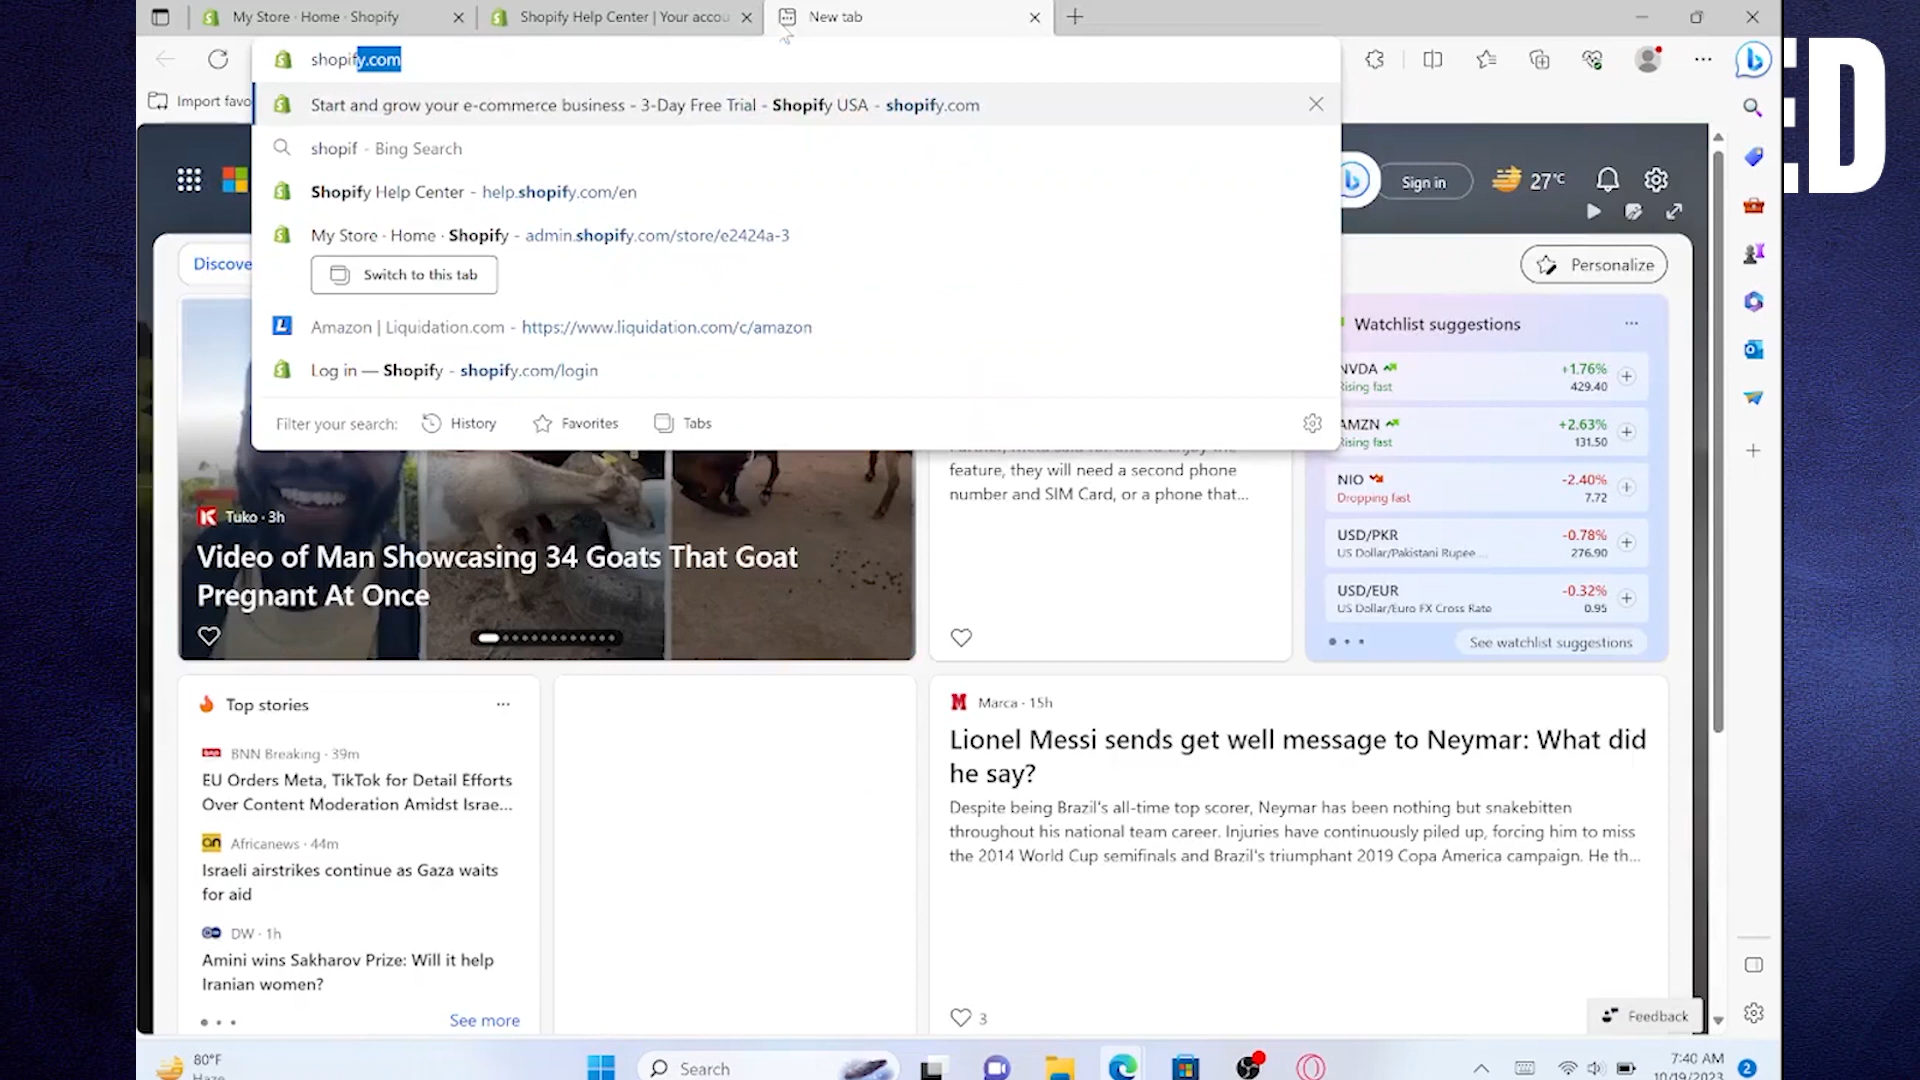 My Store · Home · Shopify
Shopify Help Center | Your accou
New tab
shopify.com
Import favo
Start and grow your e-commerce business - 3-Day Free Trial - Shopify USA - shopify.com
shopif - Bing Search
Shopify Help Center - help.shopify.com/en
My Store · Home · Shopify - admin.shopify.com/store/e2424a-3
Switch to this tab
Amazon | Liquidation.com - https://www.liquidation.com/c/amazon
Log in — Shopify - shopify.com/login
Filter your search:
History
Favorites
Tabs
ED
Sign in
27°C
Discove
Personalize
Watchlist suggestions
NVDA
+1.76%
Rising fast
429.40
AMZN
+2.63%
Rising fast
131.50
NIO
-2.40%
Dropping fast
7.72
USD/PKR
-0.78%
US Dollar/Pakistani Rupee ...
276.90
USD/EUR
-0.32%
US Dollar/Euro FX Cross Rate
0.95
See watchlist suggestions
feature, they will need a second phone
number and SIM Card, or a phone that...
Tuko · 3h
Video of Man Showcasing 34 Goats That Goat
Pregnant At Once
Top stories
BNN Breaking · 39m
EU Orders Meta, TikTok for Detail Efforts
Over Content Moderation Amidst Israe...
Africanews · 44m
Israeli airstrikes continue as Gaza waits
for aid
DW · 1h
Amini wins Sakharov Prize: Will it help
Iranian women?
See more
Marca · 15h
Lionel Messi sends get well message to Neymar: What did
he say?
Despite being Brazil's all-time top scorer, Neymar has been nothing but snakebitten
throughout his national team career. Injuries have continuously piled up, forcing him to miss
the 2014 World Cup semifinals and Brazil's triumphant 2019 Copa America campaign. He th...
3
Feedback
80°F
Haze
Search
7:40 AM
10/19/2023
2